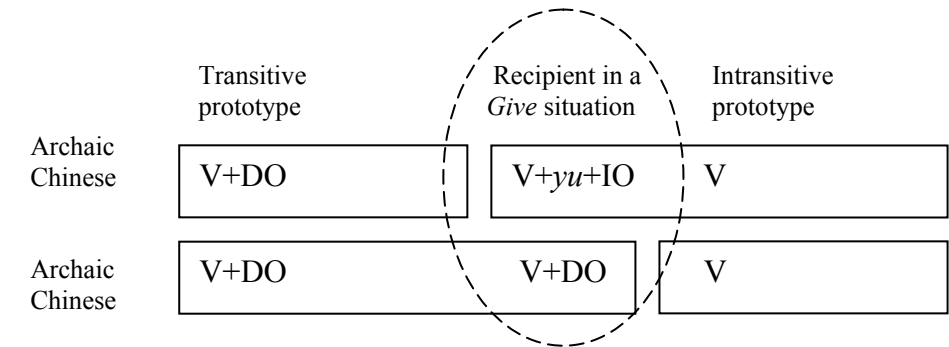 Transitive prototype
Recipient in a Give situation
Intransitive prototype
Archaic Chinese
V+DO
V+yu+IO
V
Archaic Chinese
V+DO
V+DO
V